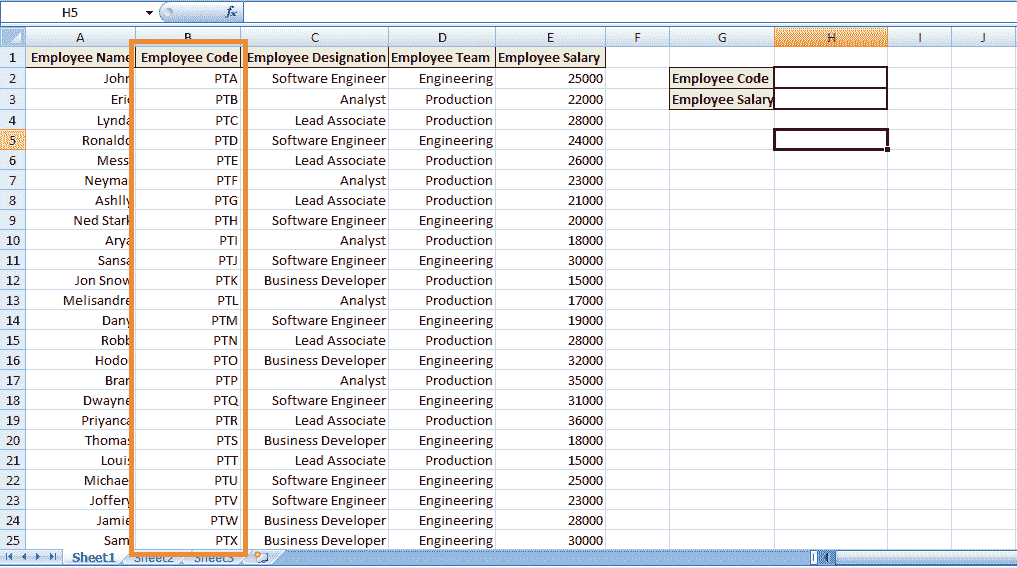 H5 fx
A B C D E F G H I J
1 Employee Name Employee Code Employee Designation Employee Team Employee Salary
2 John PTA Software Engineer Engineering 25000 Employee Code
3 Eric PTB Analyst Production 22000 Employee Salary
4 Lynda PTC Lead Associate Production 28000
5 Ronaldo PTD Software Engineer Engineering 24000
6 Mess PTE Lead Associate Production 26000
7 Neyma PTF Analyst Production 23000
8 Ashlly PTG Lead Associate Production 21000
9 Ned Stark PTH Software Engineer Engineering 20000
10 Arya PTI Analyst Production 18000
11 Sansa PTJ Software Engineer Engineering 30000
12 Jon Snow PTK Business Developer Production 15000
13 Melisandre PTL Analyst Production 17000
14 Dany PTM Software Engineer Engineering 19000
15 Robb PTN Lead Associate Production 28000
16 Hodo PTO Business Developer Engineering 32000
17 Bran PTP Analyst Production 35000
18 Dwayne PTQ Software Engineer Engineering 31000
19 Priyanca PTR Lead Associate Production 36000
20 Thomas PTS Business Developer Engineering 18000
21 Louis PTT Lead Associate Production 15000
22 Michae PTU Software Engineer Engineering 25000
23 Joffery PTV Software Engineer Engineering 23000
24 Jamie PTW Business Developer Engineering 28000
25 Sam PTX Business Developer Engineering 30000
Sheet1 Sheet2 Sheet3